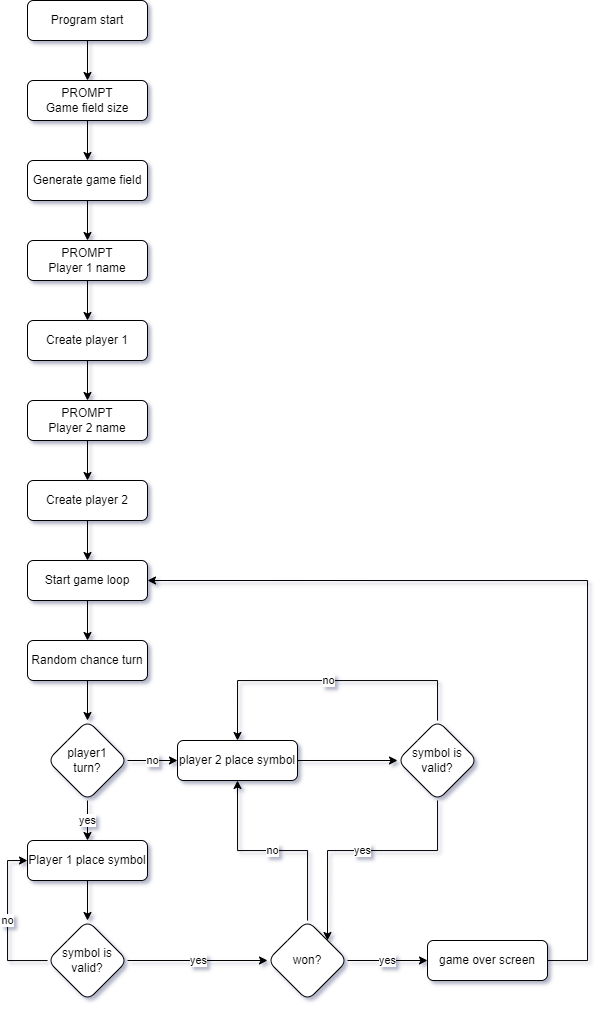 Program start
PROMPT
Game field size
Generate game field
PROMPT
Player 1 name
Create player 1
PROMPT
Player 2 name
Create player 2
Start game loop
Random chance turn
no
player1
turn?
no
player 2 place symbol
symbol is
valid?
yes
Player 1 place symbol
no
yes
no
symbol is
valid?
yes
won?
yes
game over screen